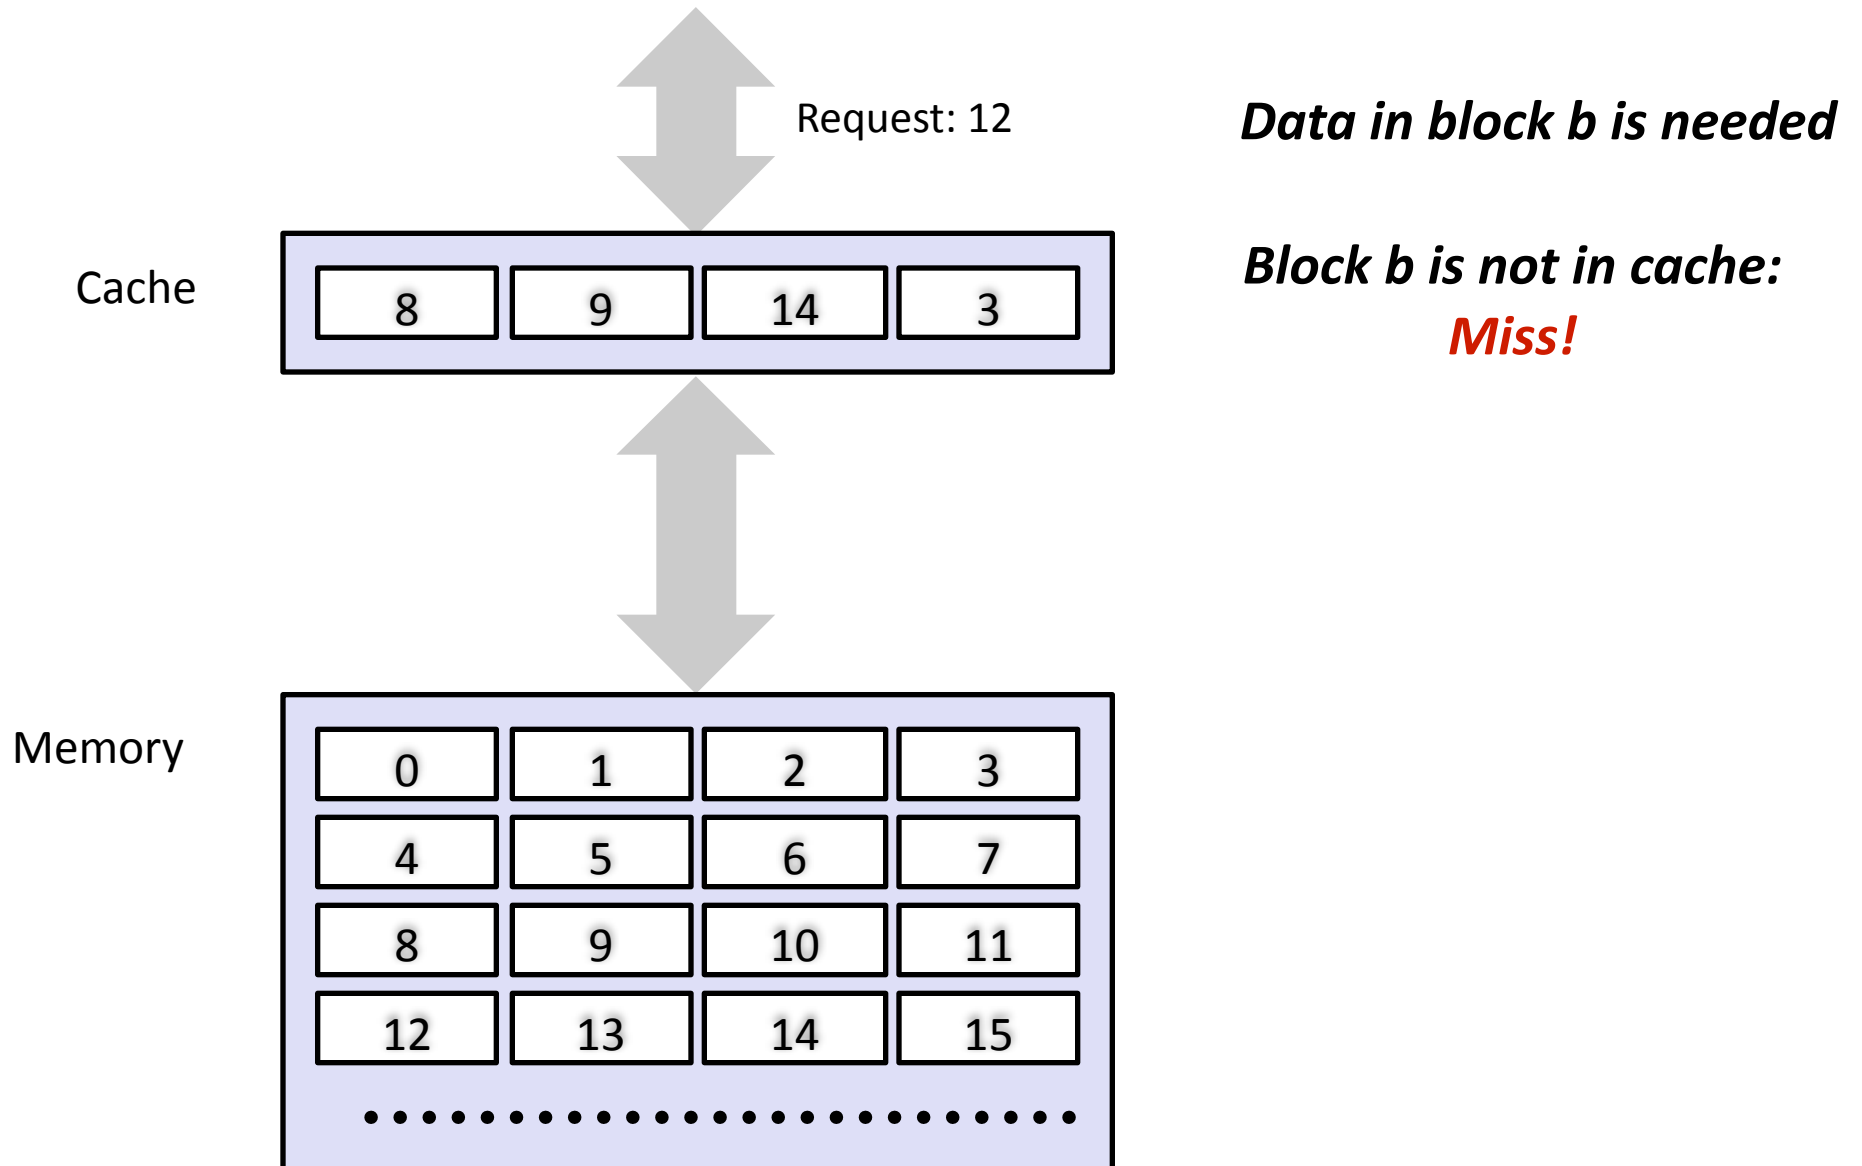 Request: 12
Data in block b is needed
Cache
8 9 14 3
Block b is not in cache:
Miss!
Memory
0 1 2 3
4 5 6 7
8 9 10 11
12 13 14 15